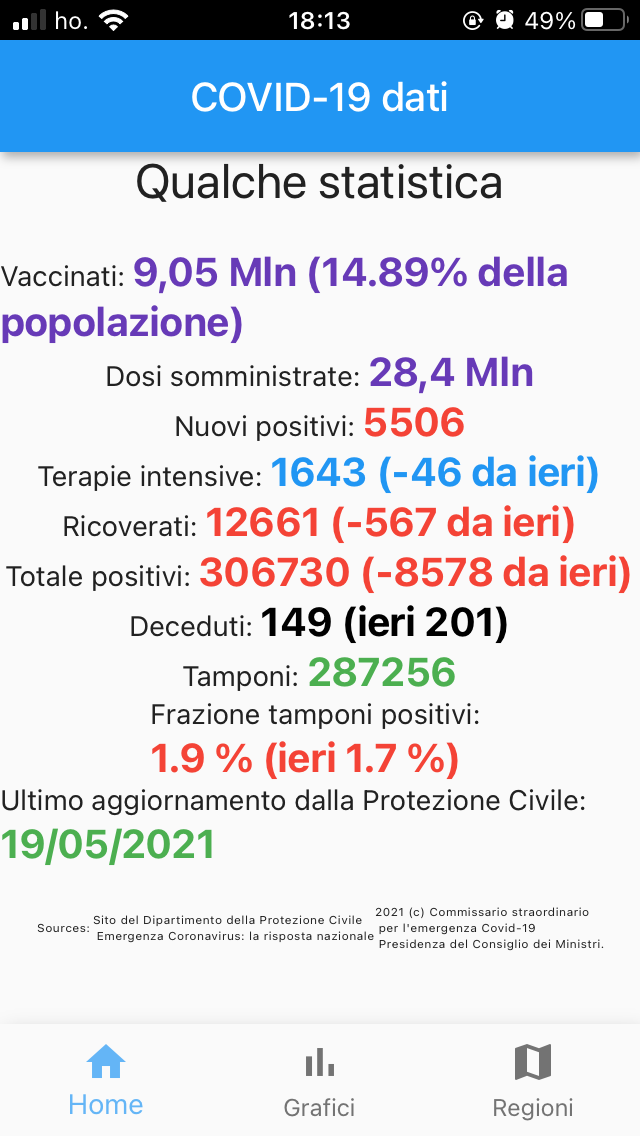 ho. 18:13 49%
COVID-19 dati
Qualche statistica
Vaccinati: 9,05 Mln (14.89% della
popolazione)
Dosi somministrate: 28,4 Mln
Nuovi positivi: 5506
Terapie intensive: 1643 (-46 da ieri)
Ricoverati: 12661 (-567 da ieri)
Totale positivi: 306730 (-8578 da ieri)
Deceduti: 149 (ieri 201)
Tamponi: 287256
Frazione tamponi positivi:
1.9 % (ieri 1.7 %)
Ultimo aggiornamento dalla Protezione Civile:
19/05/2021
Sources:
Sito del Dipartimento della Protezione Civile
Emergenza Coronavirus: la risposta nazionale
2021 (c) Commissario straordinario
per l'emergenza Covid-19
Presidenza del Consiglio dei Ministri.
Home Grafici Regioni